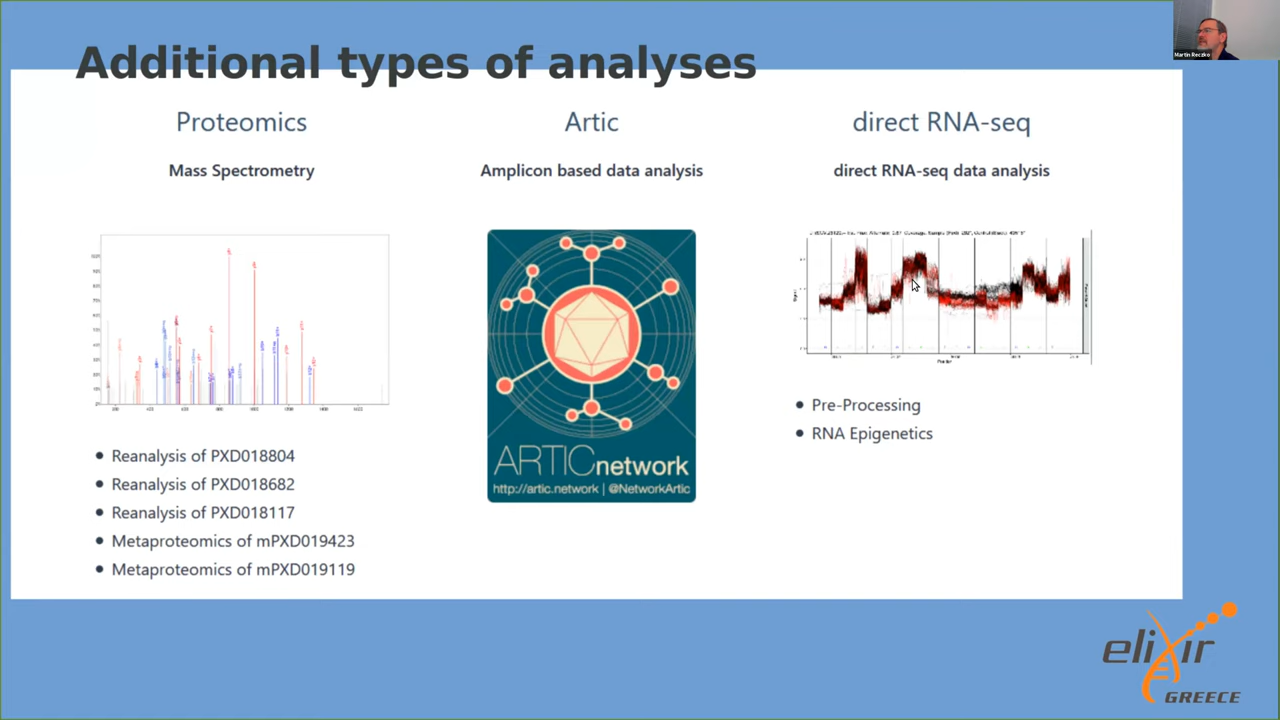 Additional types of analyses
Martin Reczko
Proteomics
Mass Spectrometry
Reanalysis of PXD018804
Reanalysis of PXD018682
Reanalysis of PXD018117
Metaproteomics of mPXD019423
Metaproteomics of mPXD019119
Artic
Amplicon based data analysis
ARTICnetwork
http://artic.network | @NetworkArtic
direct RNA-seq
direct RNA-seq data analysis
Pre-Processing
RNA Epigenetics
elixir
GREECE